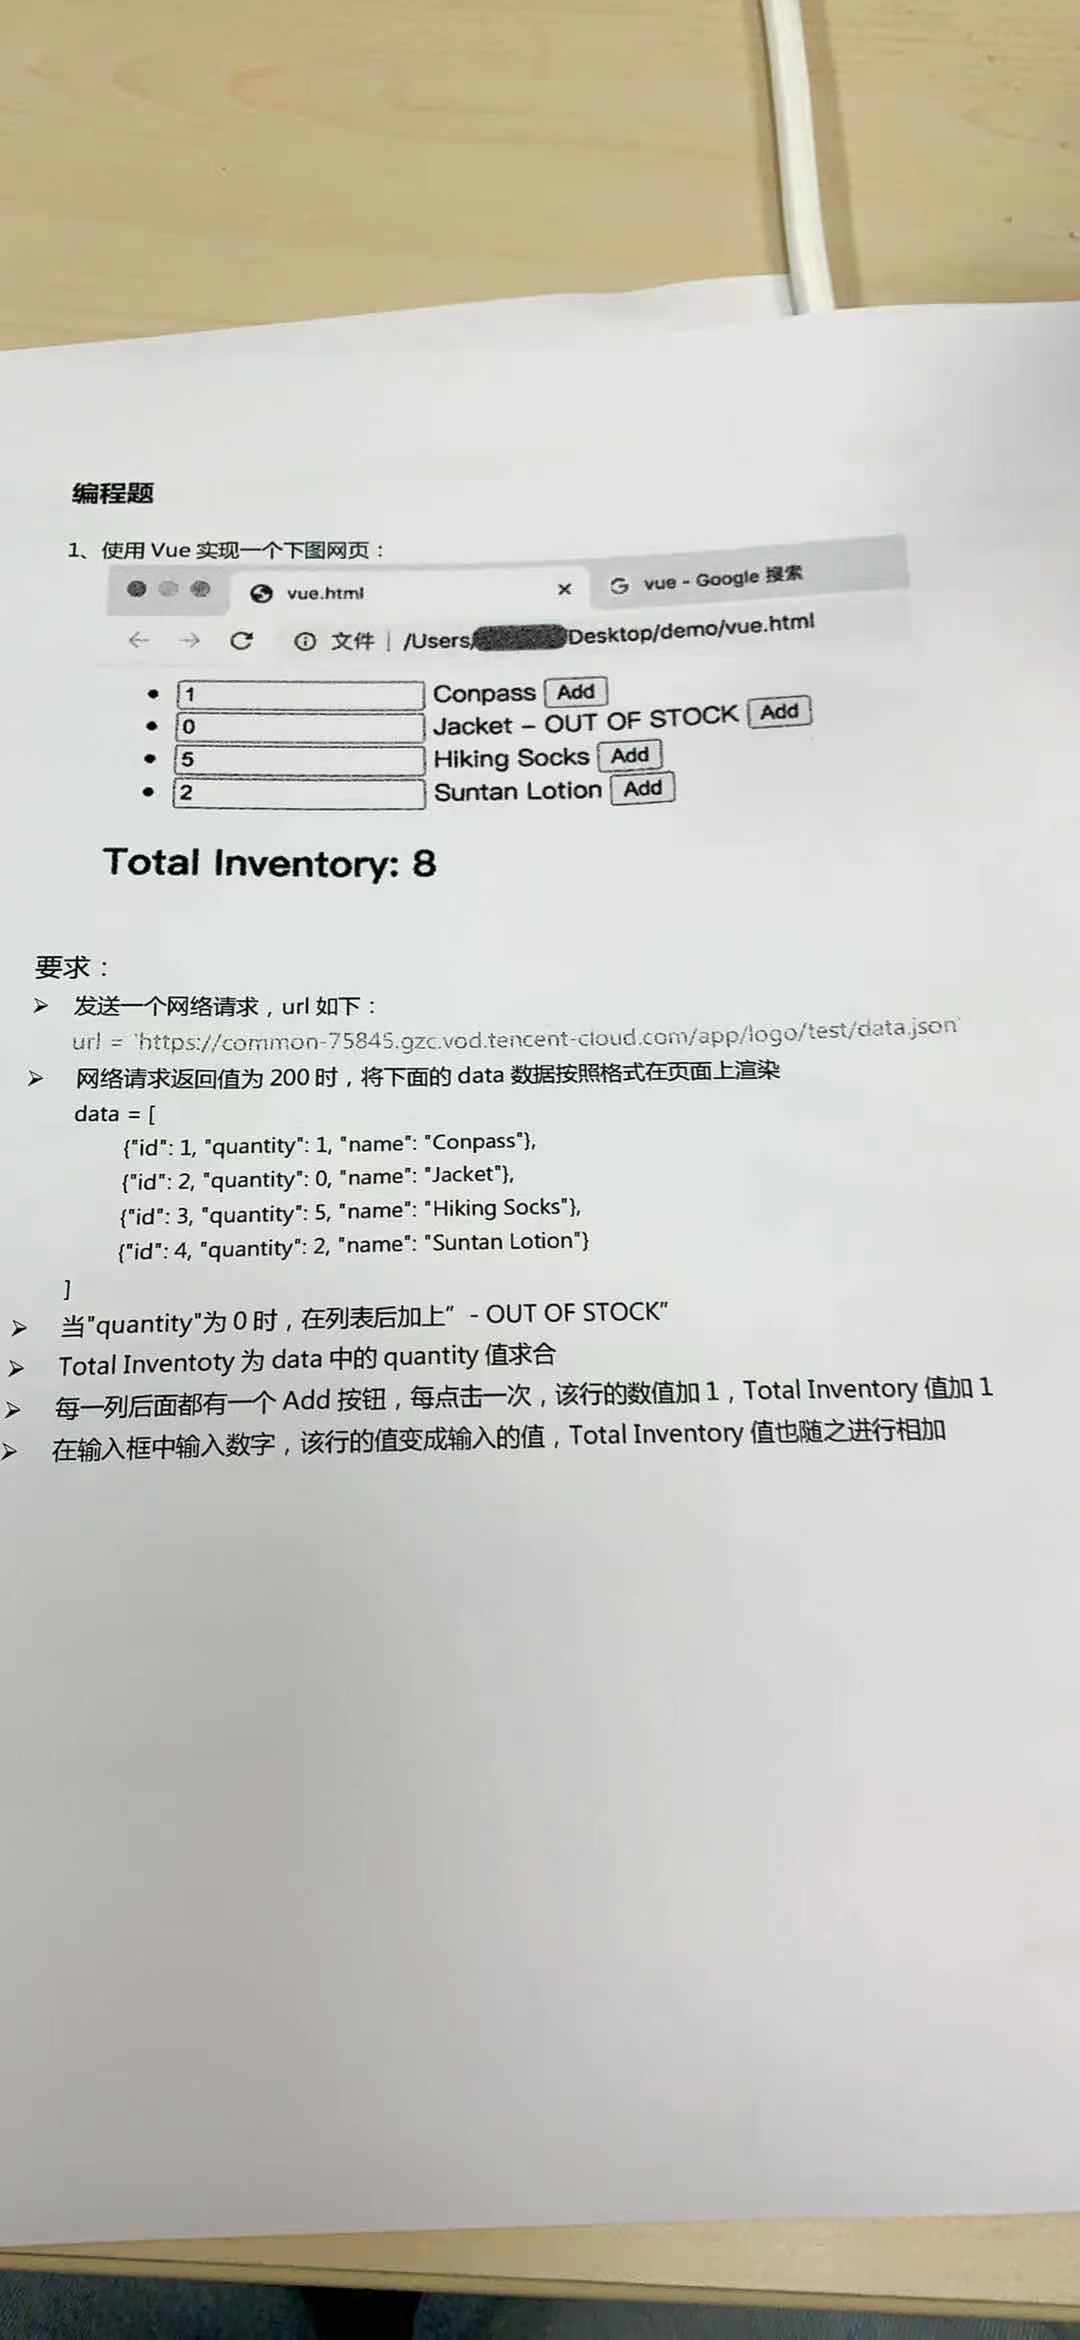 编程题
1、使用 Vue 实现一个下图网页：
vue.html × G vue - Google 搜索
← → C 文件 | /Users/ Desktop/demo/vue.html
• 1 Conpass Add
• 0 Jacket - OUT OF STOCK Add
• 5 Hiking Socks Add
• 2 Suntan Lotion Add
Total Inventory: 8
要求：
➢ 发送一个网络请求，url 如下：
url = 'https://common-75845.gzc.vod.tencent-cloud.com/app/logo/test/data.json'
➢ 网络请求返回值为 200 时，将下面的 data 数据按照格式在页面上渲染
data = [
{"id": 1, "quantity": 1, "name": "Conpass"},
{"id": 2, "quantity": 0, "name": "Jacket"},
{"id": 3, "quantity": 5, "name": "Hiking Socks"},
{"id": 4, "quantity": 2, "name": "Suntan Lotion"}
]
➢ 当"quantity"为 0 时，在列表后加上" - OUT OF STOCK"
➢ Total Inventoty 为 data 中的 quantity 值求合
➢ 每一列后面都有一个 Add 按钮，每点击一次，该行的数值加 1，Total Inventory 值加 1
➢ 在输入框中输入数字，该行的值变成输入的值，Total Inventory 值也随之进行相加